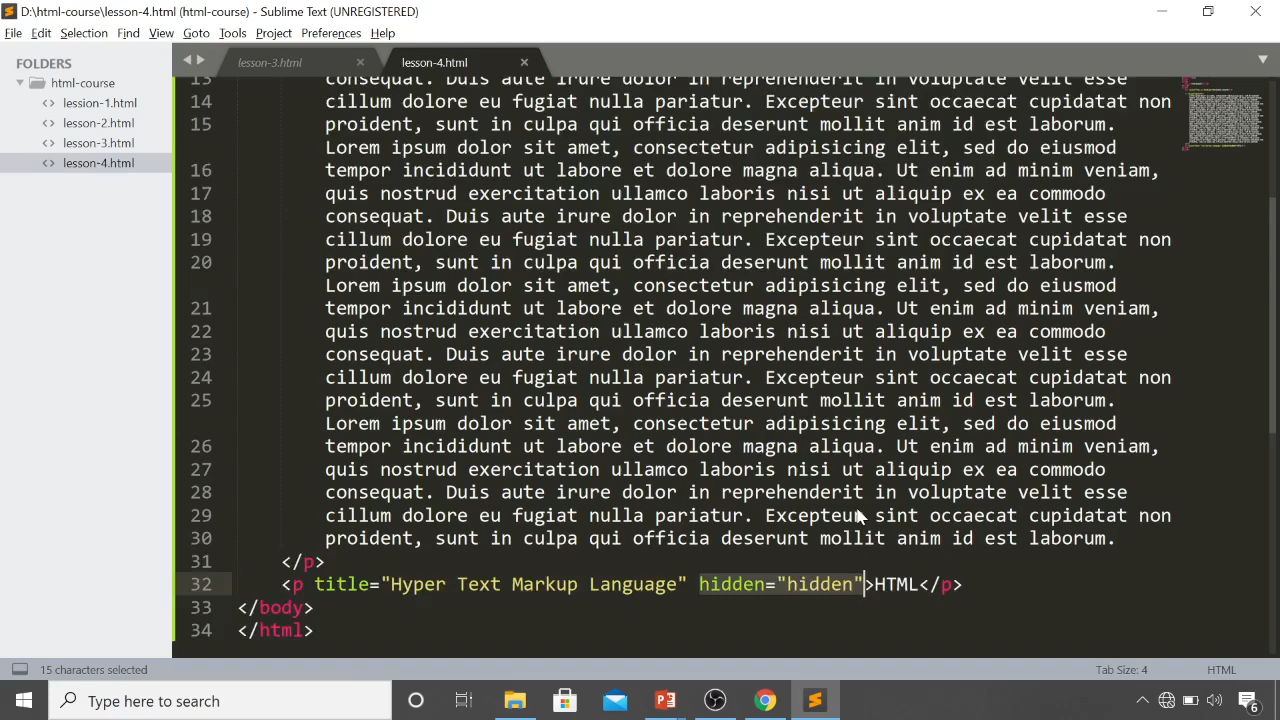 D:\html-course\lesson-4.html (html-course) - Sublime Text (UNREGISTERED)
File Edit Selection Find View Goto Tools Project Preferences Help
FOLDERS
html-course
lession-1.html
lesson-2.html
lesson-3.html
lesson-4.html
lesson-3.html
lesson-4.html
13 consequat. Duis aute irure dolor in reprehenderit in voluptate velit esse
14 cillum dolore eu fugiat nulla pariatur. Excepteur sint occaecat cupidatat non
15 proident, sunt in culpa qui officia deserunt mollit anim id est laborum.
Lorem ipsum dolor sit amet, consectetur adipisicing elit, sed do eiusmod
16 tempor incididunt ut labore et dolore magna aliqua. Ut enim ad minim veniam,
17 quis nostrud exercitation ullamco laboris nisi ut aliquip ex ea commodo
18 consequat. Duis aute irure dolor in reprehenderit in voluptate velit esse
19 cillum dolore eu fugiat nulla pariatur. Excepteur sint occaecat cupidatat non
20 proident, sunt in culpa qui officia deserunt mollit anim id est laborum.
Lorem ipsum dolor sit amet, consectetur adipisicing elit, sed do eiusmod
21 tempor incididunt ut labore et dolore magna aliqua. Ut enim ad minim veniam,
22 quis nostrud exercitation ullamco laboris nisi ut aliquip ex ea commodo
23 consequat. Duis aute irure dolor in reprehenderit in voluptate velit esse
24 cillum dolore eu fugiat nulla pariatur. Excepteur sint occaecat cupidatat non
25 proident, sunt in culpa qui officia deserunt mollit anim id est laborum.
Lorem ipsum dolor sit amet, consectetur adipisicing elit, sed do eiusmod
26 tempor incididunt ut labore et dolore magna aliqua. Ut enim ad minim veniam,
27 quis nostrud exercitation ullamco laboris nisi ut aliquip ex ea commodo
28 consequat. Duis aute irure dolor in reprehenderit in voluptate velit esse
29 cillum dolore eu fugiat nulla pariatur. Excepteur sint occaecat cupidatat non
30 proident, sunt in culpa qui officia deserunt mollit anim id est laborum.
31 </p>
32 <p title="Hyper Text Markup Language" hidden="hidden">HTML</p>
33 </body>
34 </html>
15 characters selected Tab Size: 4 HTML
Type here to search
6